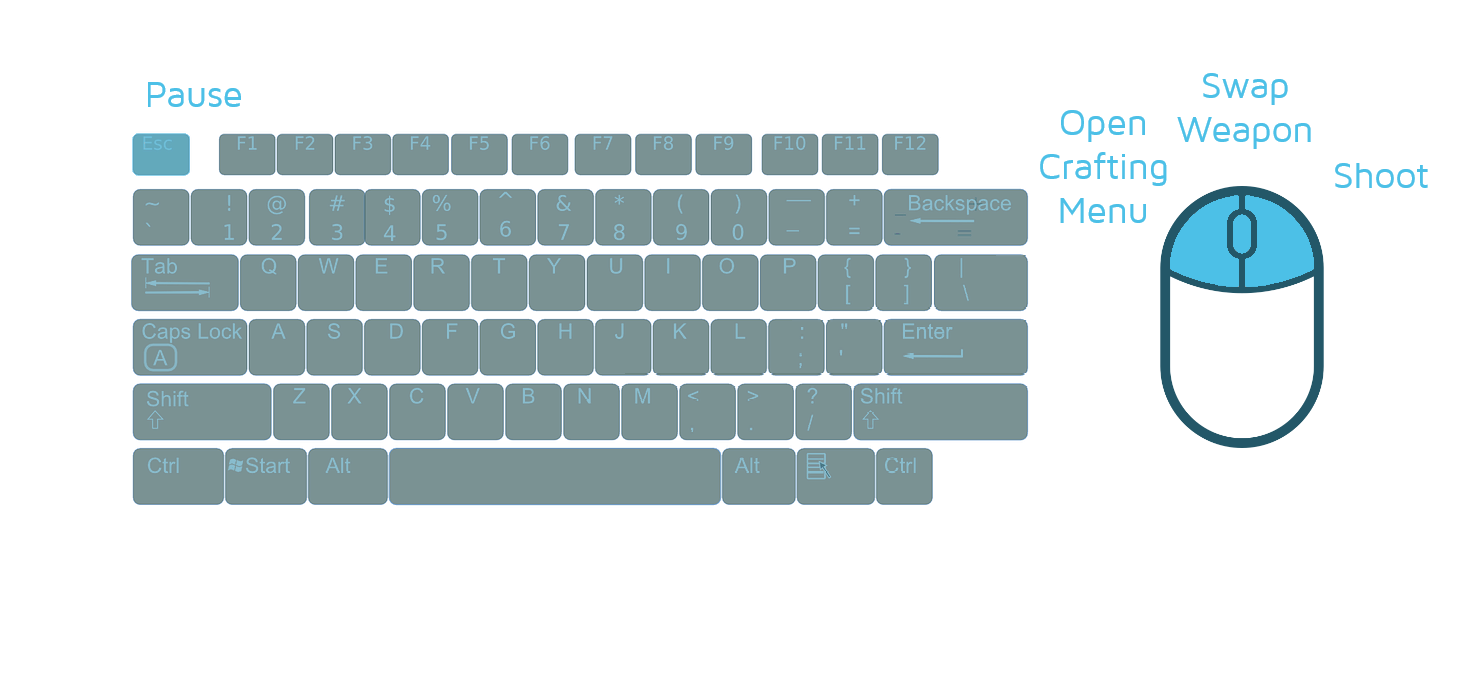 Pause
Swap
Weapon
Open
Crafting
Menu
Shoot
Esc F1 F2 F3 F4 F5 F6 F7 F8 F9 F10 F11 F12
~ ! @ # $ % ^ & * ( ) — + _ Backspace
` 1 2 3 4 5 6 7 8 9 0 – = - =
Tab Q W E R T Y U I O P { } |
[ ] \
Caps Lock A S D F G H J K L : " Enter
A ; '
Shift Z X C V B N M < > ? Shift
, . /
Ctrl Start Alt Alt Ctrl